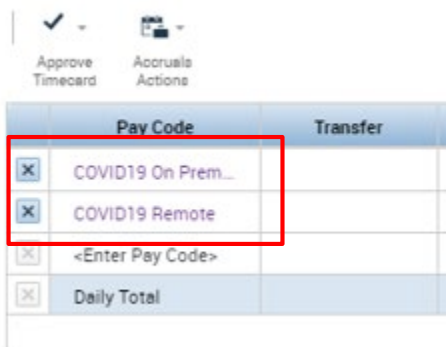 Approve
Timecard
Accruals
Actions
Pay Code
Transfer
COVID19 On Prem...
COVID19 Remote
<Enter Pay Code>
Daily Total